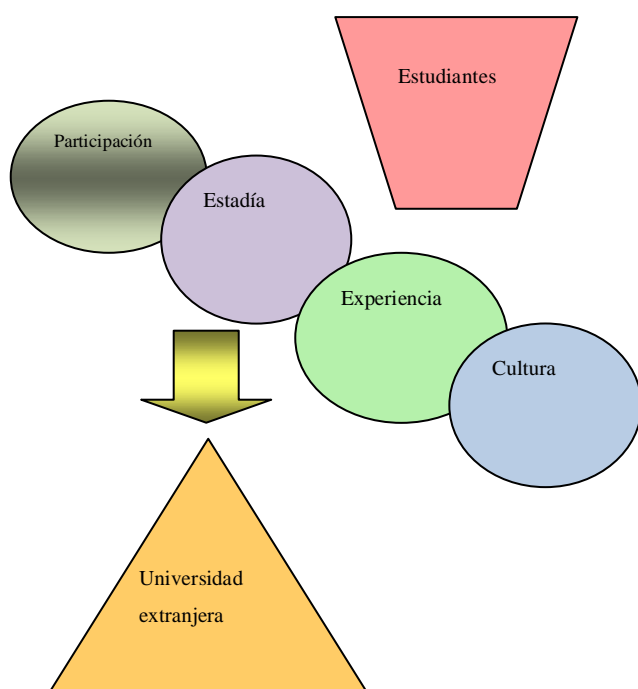 Estudiantes
Participación
Estadía
Experiencia
Cultura
Universidad
extranjera